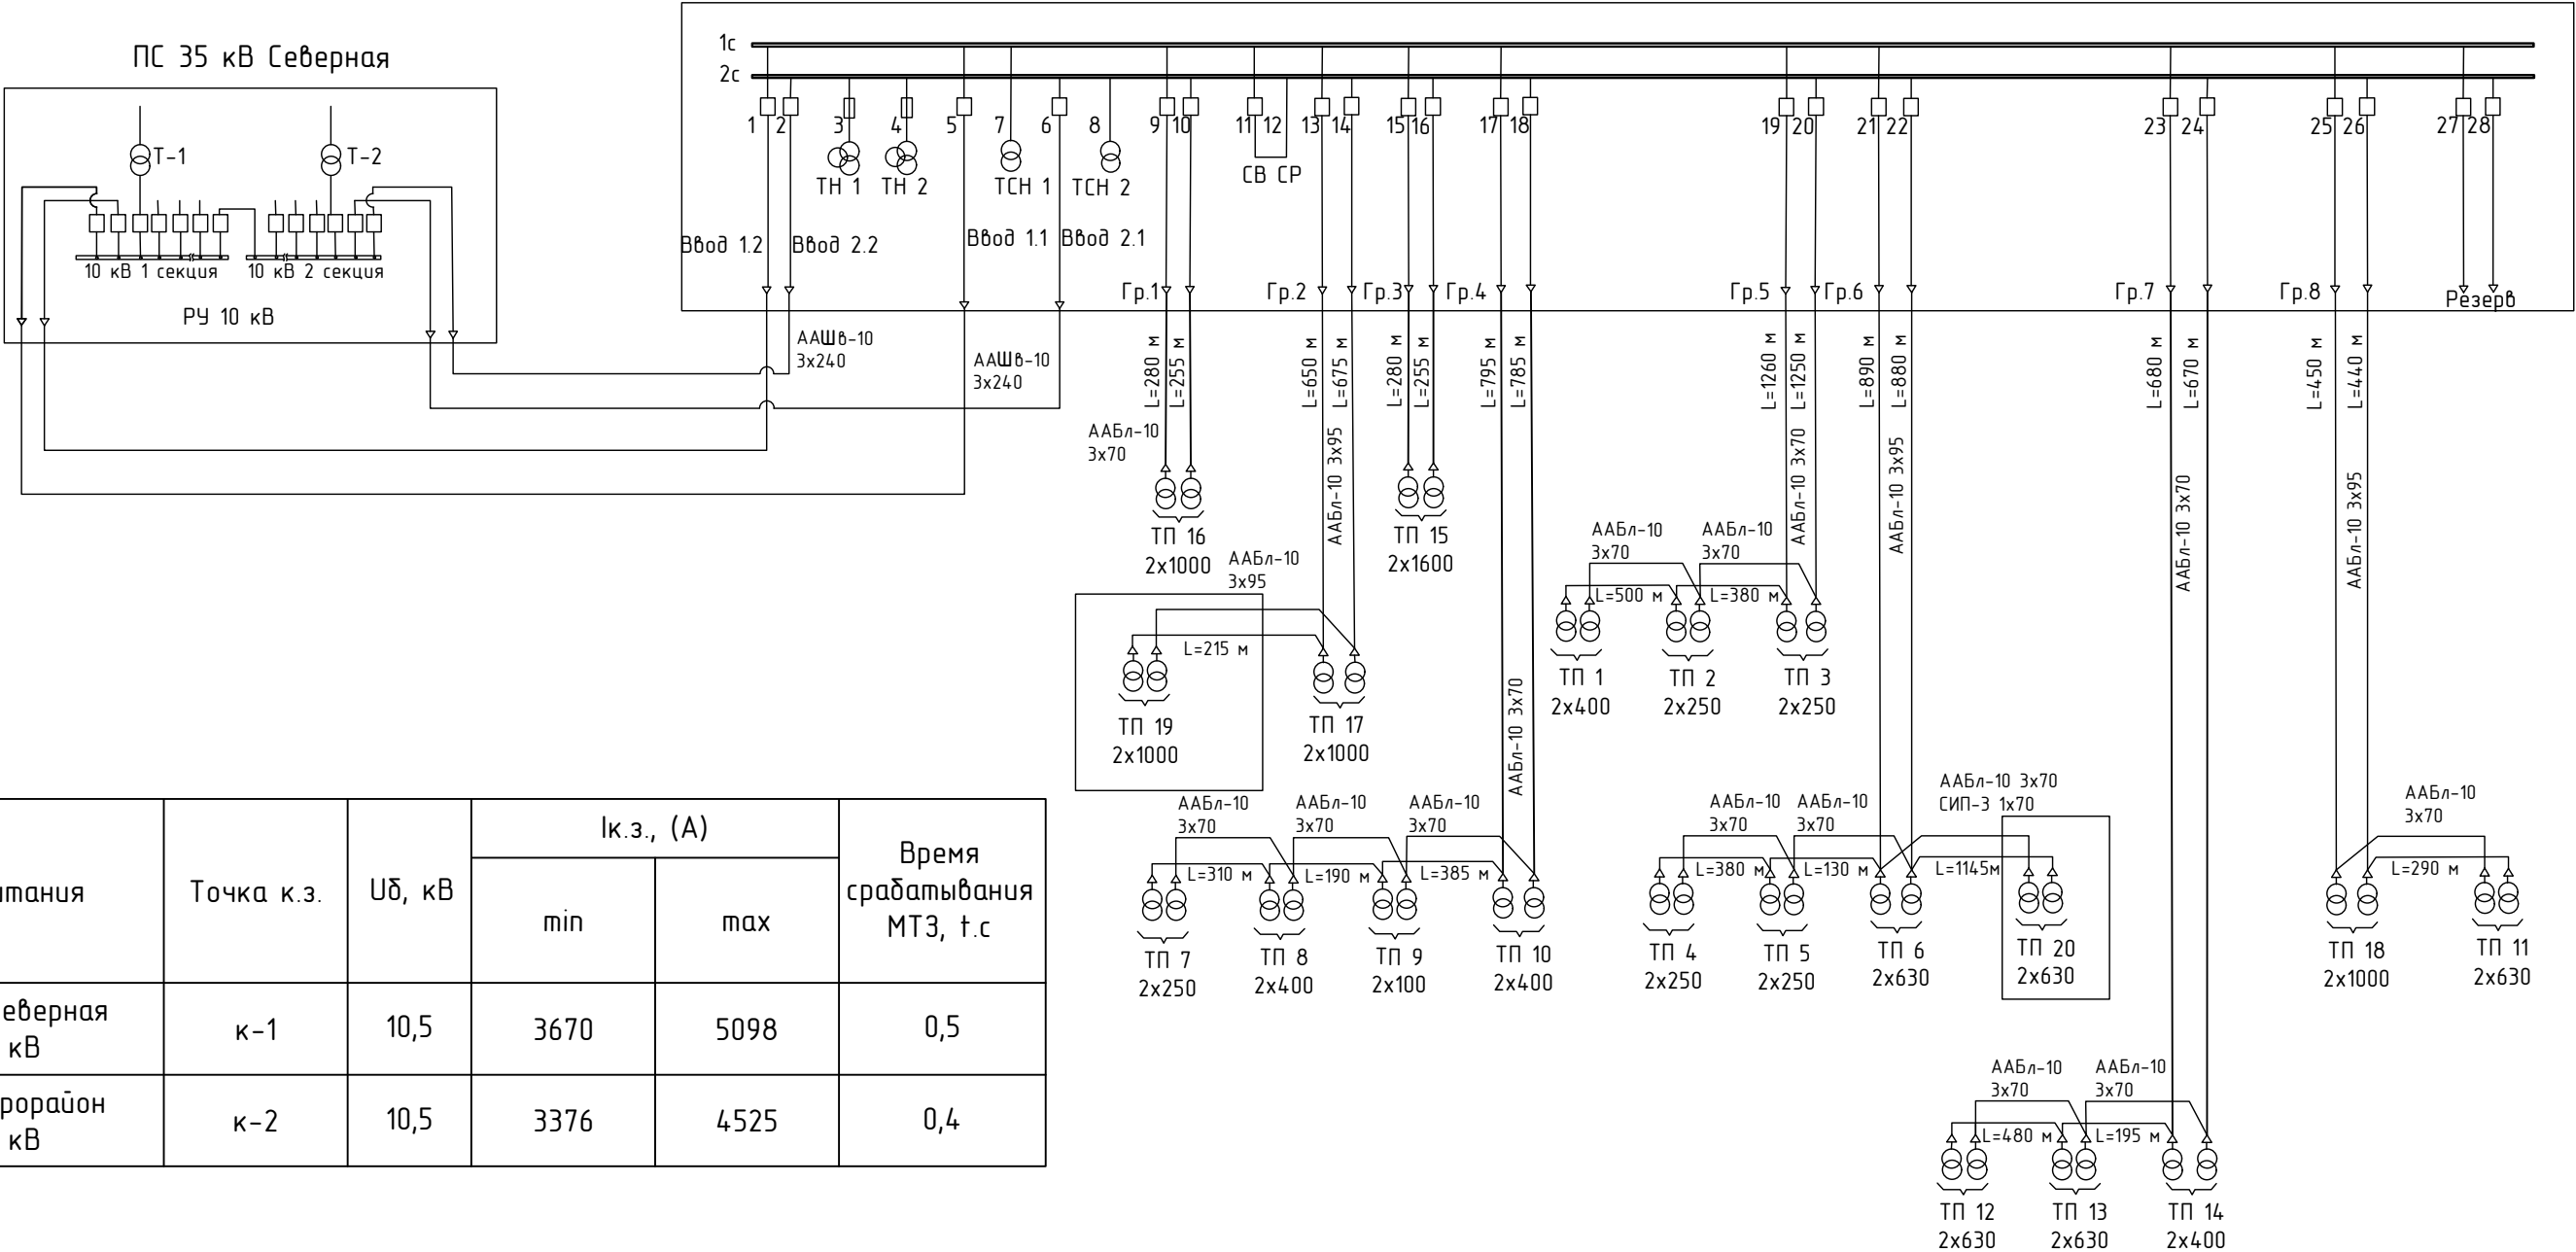 ПС 35 кВ Северная
Т-1
Т-2
10 кВ 1 секция
10 кВ 2 секция
РУ 10 кВ
1с
2с
1
2
3
4
5
7
6
8
9
10
11
12
13
14
15
16
17
18
19
20
21
22
23
24
25
26
27
28
ТН 1
ТН 2
ТСН 1
ТСН 2
СВ СР
Ввод 1.2
Ввод 2.2
Ввод 1.1
Ввод 2.1
Гр.1
Гр.2
Гр.3
Гр.4
Гр.5
Гр.6
Гр.7
Гр.8
Резерв
ААШв-10
3х240
ААШв-10
3х240
L=280 м
L=255 м
L=650 м
L=675 м
L=280 м
L=255 м
L=795 м
L=785 м
L=1260 м
L=1250 м
L=890 м
L=880 м
L=680 м
L=670 м
L=450 м
L=440 м
ААБл-10
3х70
ААБл-10 3х95
ААБл-10 3х70
ААБл-10 3х70
ААБл-10 3х95
ААБл-10 3х70
ААБл-10 3х95
ТП 16
2х1000
ТП 15
2х1600
ААБл-10
3х95
L=215 м
ТП 19
2х1000
ТП 17
2х1000
ААБл-10
3х70
ААБл-10
3х70
L=500 м
L=380 м
ТП 1
2х400
ТП 2
2х250
ТП 3
2х250
ААБл-10
3х70
ААБл-10
3х70
ААБл-10
3х70
L=310 м
L=190 м
L=385 м
ТП 7
2х250
ТП 8
2х400
ТП 9
2х100
ТП 10
2х400
ААБл-10
3х70
ААБл-10
3х70
ААБл-10 3х70
СИП-3 1х70
L=380 м
L=130 м
L=1145м
ТП 4
2х250
ТП 5
2х250
ТП 6
2х630
ТП 20
2х630
ААБл-10
3х70
L=290 м
ТП 18
2х1000
ТП 11
2х630
ААБл-10
3х70
ААБл-10
3х70
L=480 м
L=195 м
ТП 12
2х630
ТП 13
2х630
ТП 14
2х400
итания
Точка к.з.
Uб, кВ
Iк.з., (А)
min
max
Время
срабатывания
МТЗ, t.с
еверная
кВ
к-1
10,5
3670
5098
0,5
рорайон
кВ
к-2
10,5
3376
4525
0,4